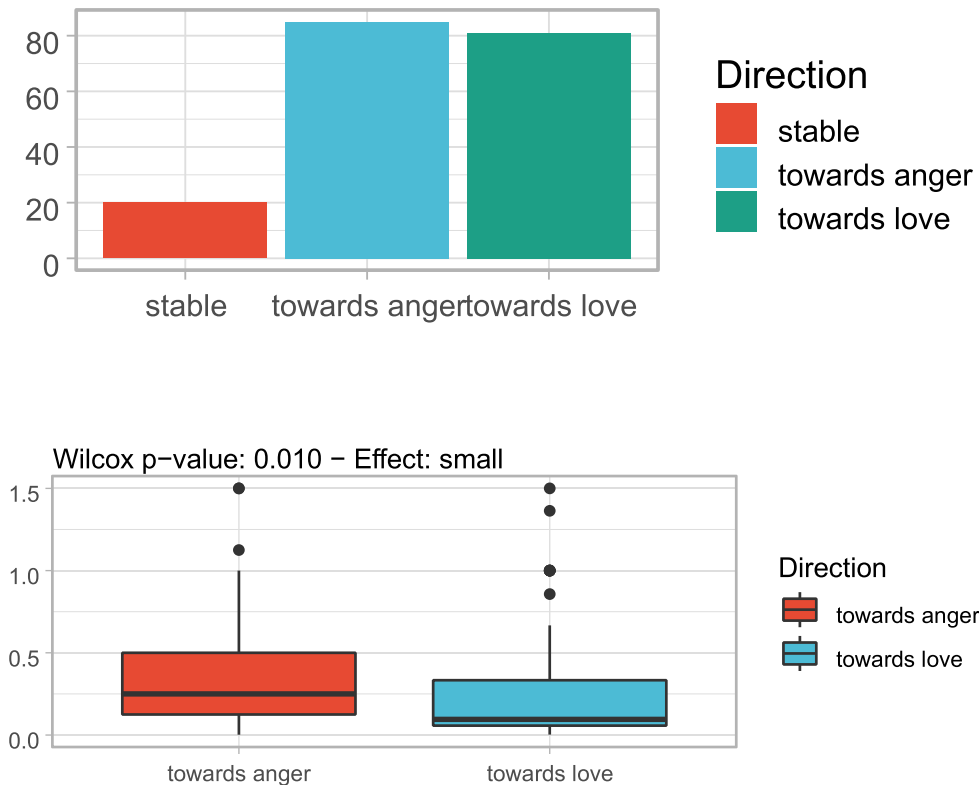 80
60
40
20
0
stable
towards anger
towards love
Direction
stable
towards anger
towards love
Wilcox p−value: 0.010 − Effect: small
1.5
1.0
0.5
0.0
towards anger
towards love
Direction
towards anger
towards love